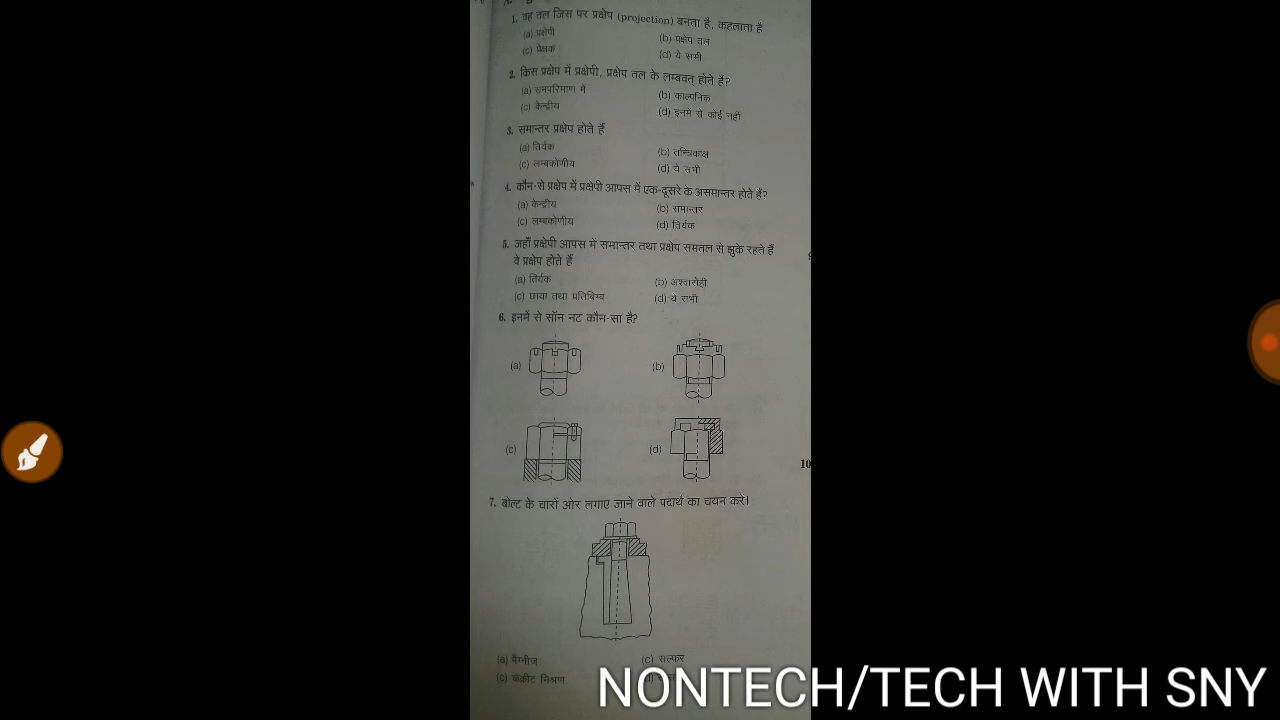 1. वह तल जिस पर प्रक्षेप (projection) बनता है, कहलाता है
(a) प्रक्षेपी (b) प्रक्षेप तल
(c) प्रेक्षक (d) ये सभी
2. किस प्रक्षेप में प्रक्षेपी, प्रक्षेप तल के लम्बवत् होते हैं?
(a) समपरिमाण में (b) काल्पनिक
(c) केन्द्रीय (d) इनमें से कोई नहीं
3. समान्तर प्रक्षेप होते हैं
(a) तिर्यक (b) तन्त्रिकाक्ष
(c) लम्बकोणीय (d) ये सभी
4. कौन-से प्रक्षेप में प्रक्षेपी आपस में एक-दूसरे के असमान्तर होते हैं?
(a) केन्द्रीय (b) समान्तर
(c) लम्बकोणीय (d) तिर्यक
5. जहाँ प्रक्षेपी आपस में समान्तर तथा प्रक्षेप समतल से झुके रहते हैं
वे प्रक्षेप होते हैं
(a) तिर्यक (b) अश्वारोही
(c) छाया तथा प्रतिबिम्ब (d) ये सभी
6. इनमें से सॉन नट कौन-सा है?
(a) (b)
(c) (d)
10
7. बोल्ट के चारों ओर लगाए जाने वाले पदार्थ का चयन करें।
(a) मैंग्नीज (c) सल्फर
(c) कंक्रीट मिश्रण
NONTECH/TECH WITH SNY